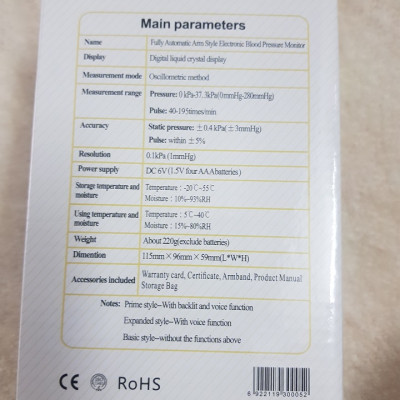 Main parameters
Name Fully Automatic Arm Style Electronic Blood Pressure Monitor
Display Digital liquid crystal display
Measurement mode Oscillometric method
Measurement range Pressure: 0 kPa-37.3kPa(0mmHg-280mmHg)
Pulse: 40-195times/min
Accuracy Static pressure: ±0.4kPa(±3mmHg)
Pulse: within ±5%
Resolution 0.1kPa (1mmHg)
Power supply DC 6V(1.5V four AAAbatteries)
Storage temperature and Temperature: -20℃~55℃
moisture Moisture: 10%~93%RH
Using temperature and Temperature: 5℃~40℃
moisture Moisture: 15%~80%RH
Weight About 220g(exclude batteries)
Dimention 115mm×96mm×59mm(L*W*H)
Accessories included Warranty card, Certificate, Armband, Product Manual
Storage Bag
Notes: Prime style--With backlit and voice function
Expanded style--With voice function
Basic style--without the functions above
CE RoHS
6 922119 300052